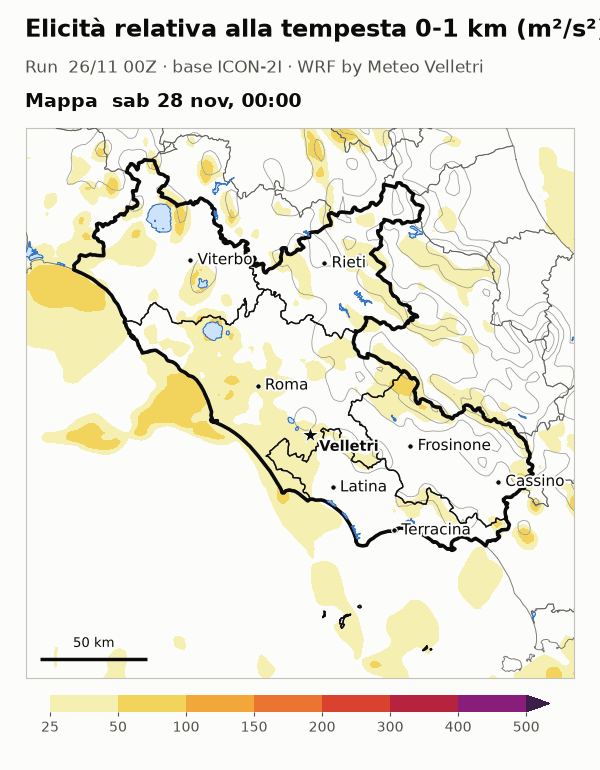 Elicità relativa alla tempesta 0-1 km (m²/s²)
Run 26/11 00Z · base ICON-2I · WRF by Meteo Velletri
Mappa sab 28 nov, 00:00
Viterbo
Rieti
Roma
Velletri
Frosinone
Cassino
Latina
Terracina
50 km
25 50 100 150 200 300 400 500